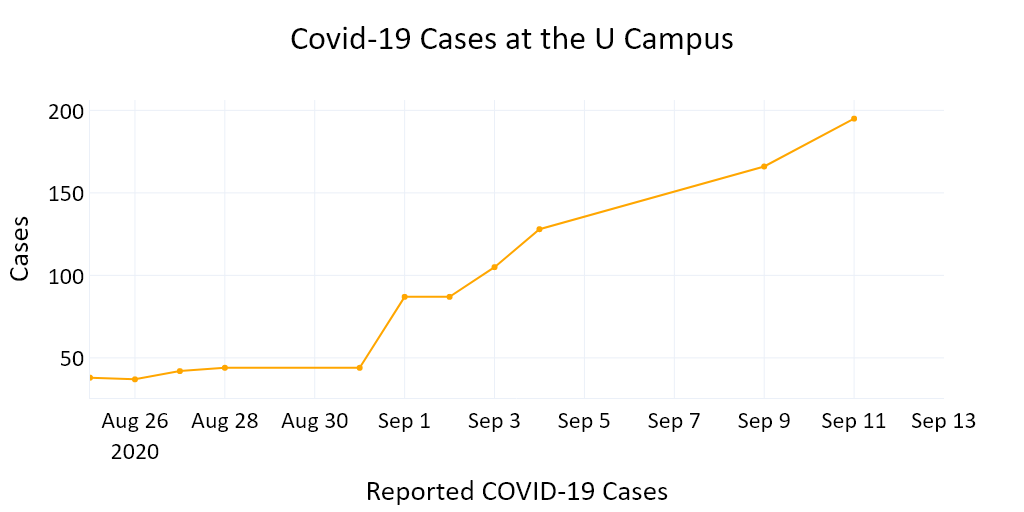 Covid-19 Cases at the U Campus
200
150
100
50
Cases
Aug 26 Aug 28 Aug 30 Sep 1 Sep 3 Sep 5 Sep 7 Sep 9 Sep 11 Sep 13
2020
Reported COVID-19 Cases